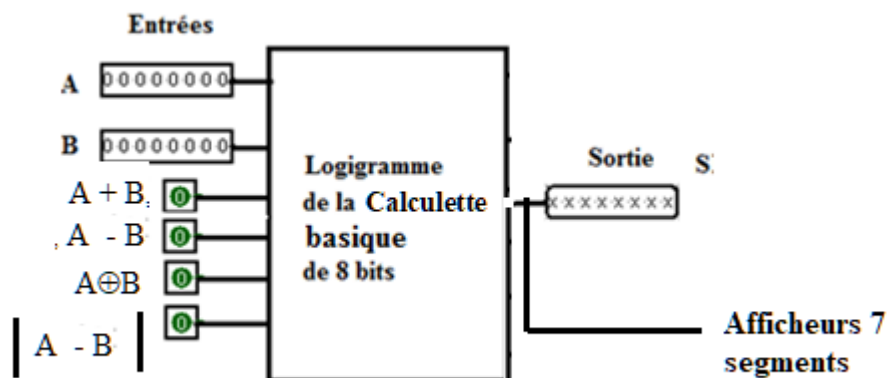 Entrées
A 00000000
B 00000000
A + B, 0
, A - B 0
A⊕B 0
| A - B | 0
Logigramme
de la Calculette
basique
de 8 bits
Sortie S
xxxxxxxx
Afficheurs 7
segments